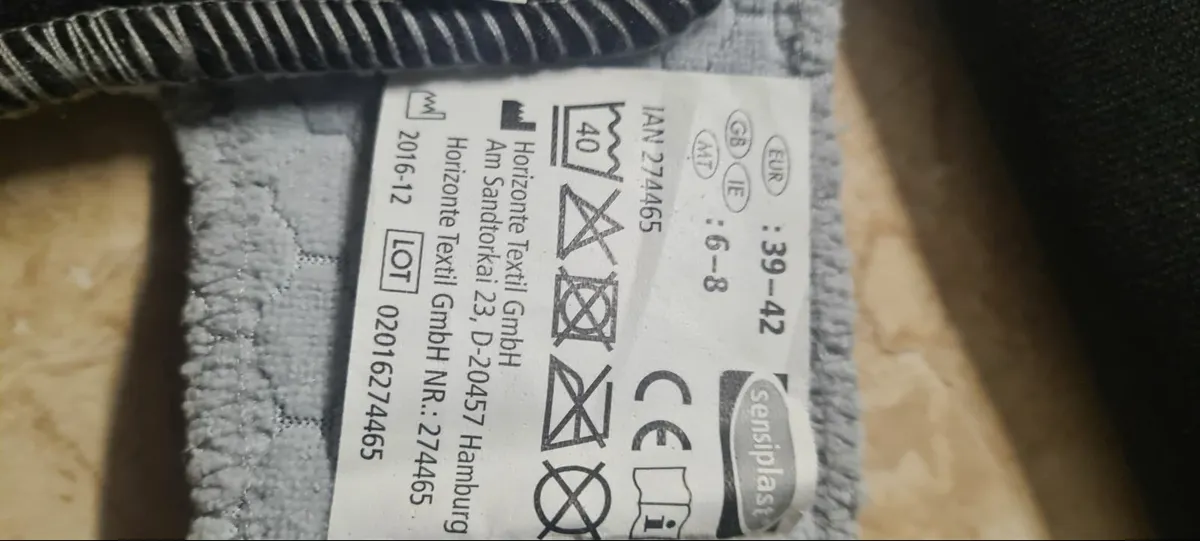 EUR : 39–42
GB IE : 6–8
MT
sensiplast
IAN 274465
CE i
40
Horizonte Textil GmbH
Am Sandtorkai 23, D-20457 Hamburg
Horizonte Textil GmbH NR.: 274465
2016-12 LOT 02016274465